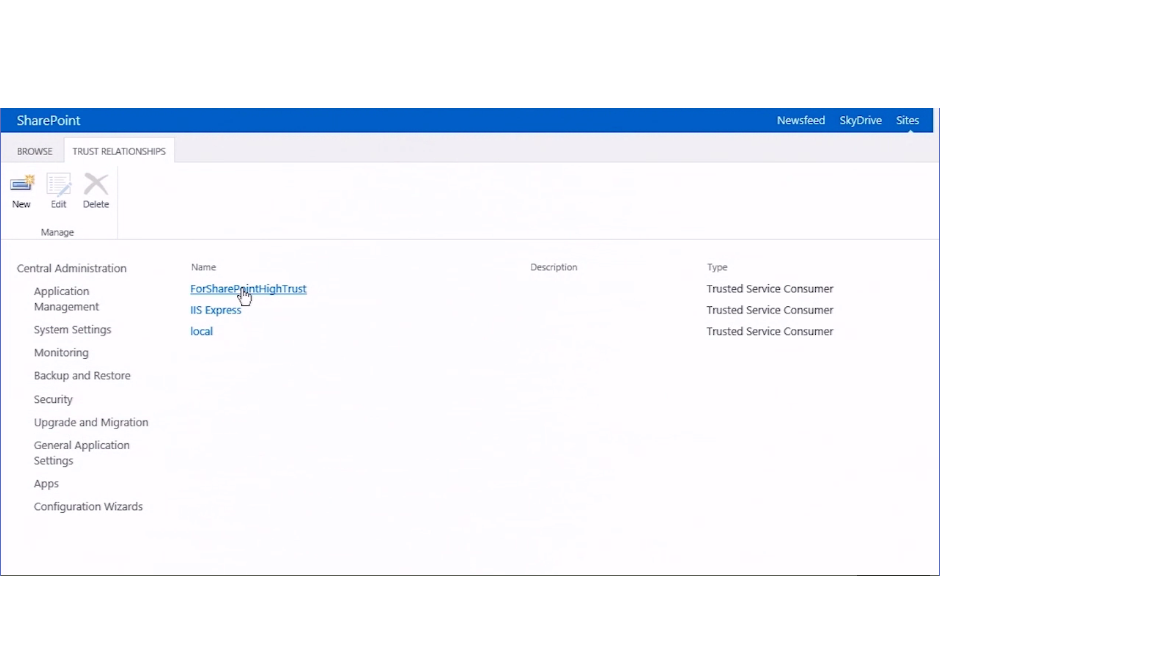 SharePoint
Newsfeed SkyDrive Sites
BROWSE TRUST RELATIONSHIPS
New Edit Delete
Manage
Central Administration
Application
Management
System Settings
Monitoring
Backup and Restore
Security
Upgrade and Migration
General Application
Settings
Apps
Configuration Wizards
Name Description Type
ForSharePointHighTrust Trusted Service Consumer
IIS Express Trusted Service Consumer
local Trusted Service Consumer